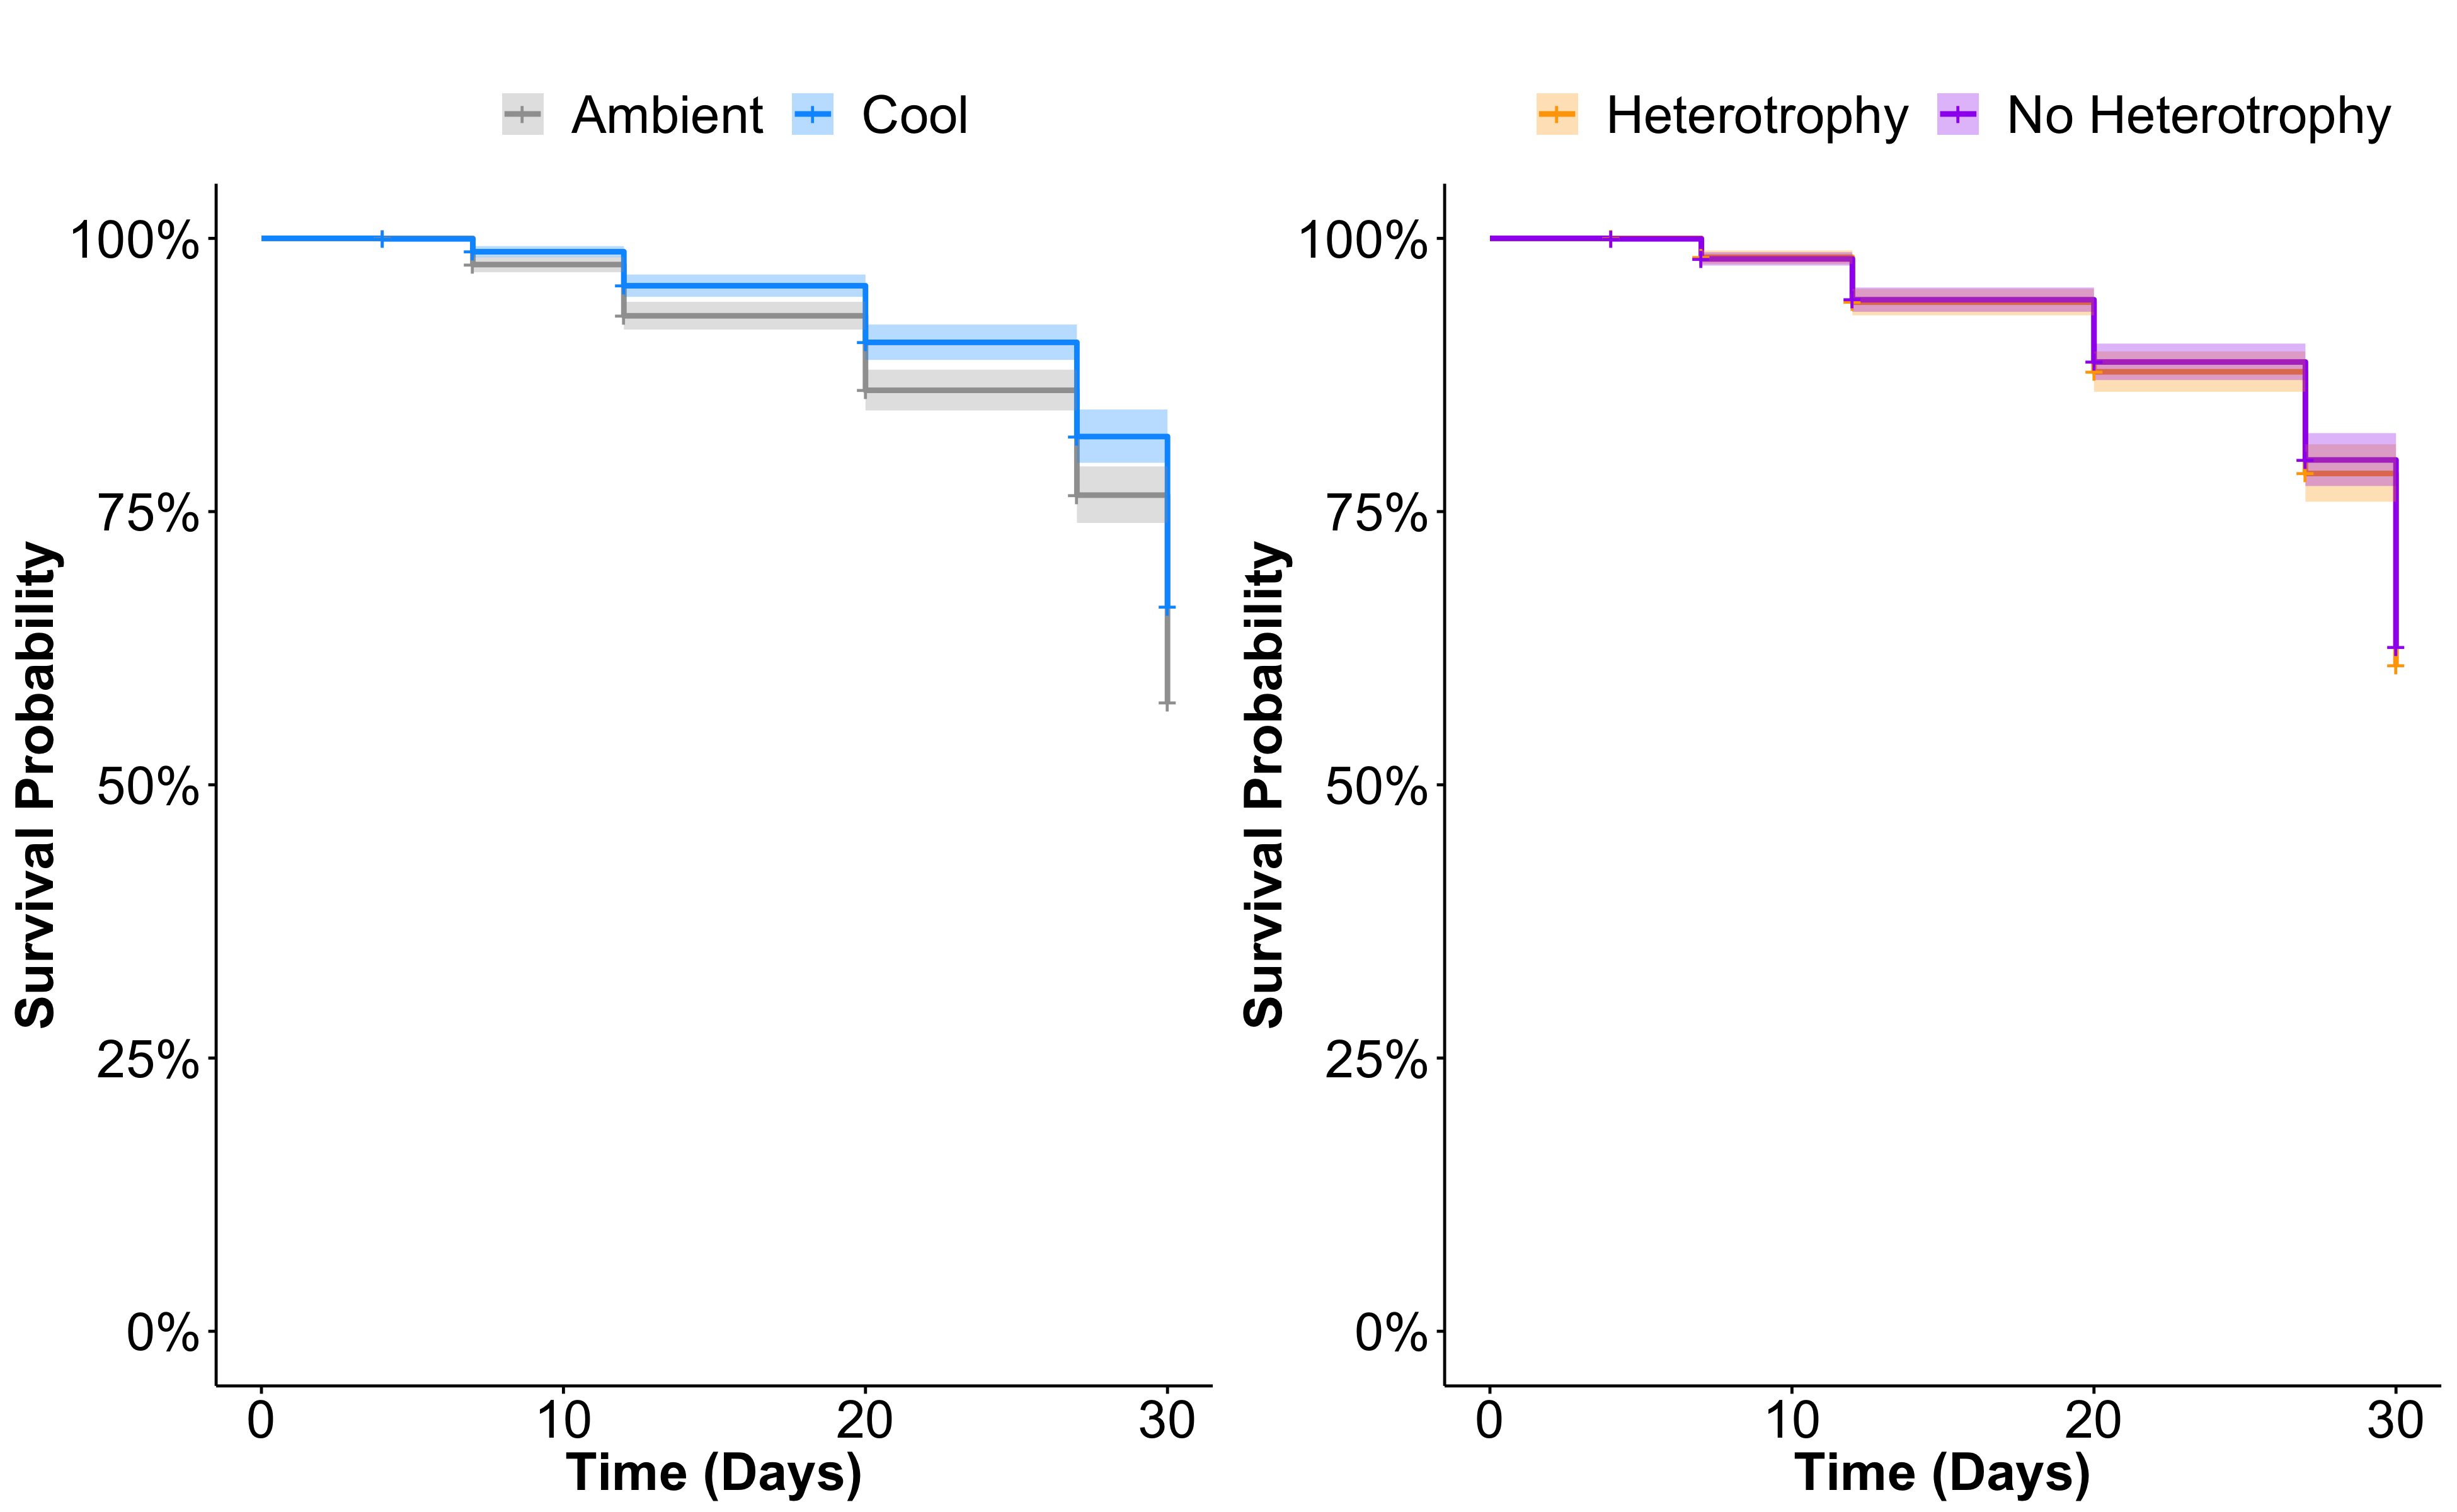 Ambient Cool
Survival Probability
100%
75%
50%
25%
0%
0 10 20 30
Time (Days)
Heterotrophy No Heterotrophy
Survival Probability
100%
75%
50%
25%
0%
0 10 20 30
Time (Days)